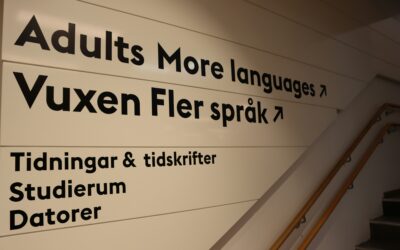 Adults More languages ↗
Vuxen Fler språk ↗
Tidningar & tidskrifter
Studierum
Datorer